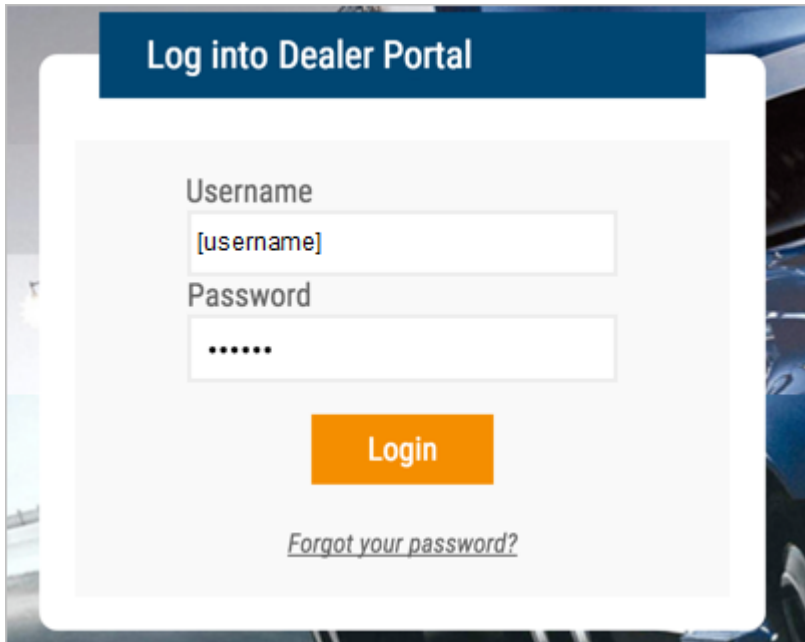 Log into Dealer Portal
Username
[username]
Password
••••••
Login
Forgot your password?